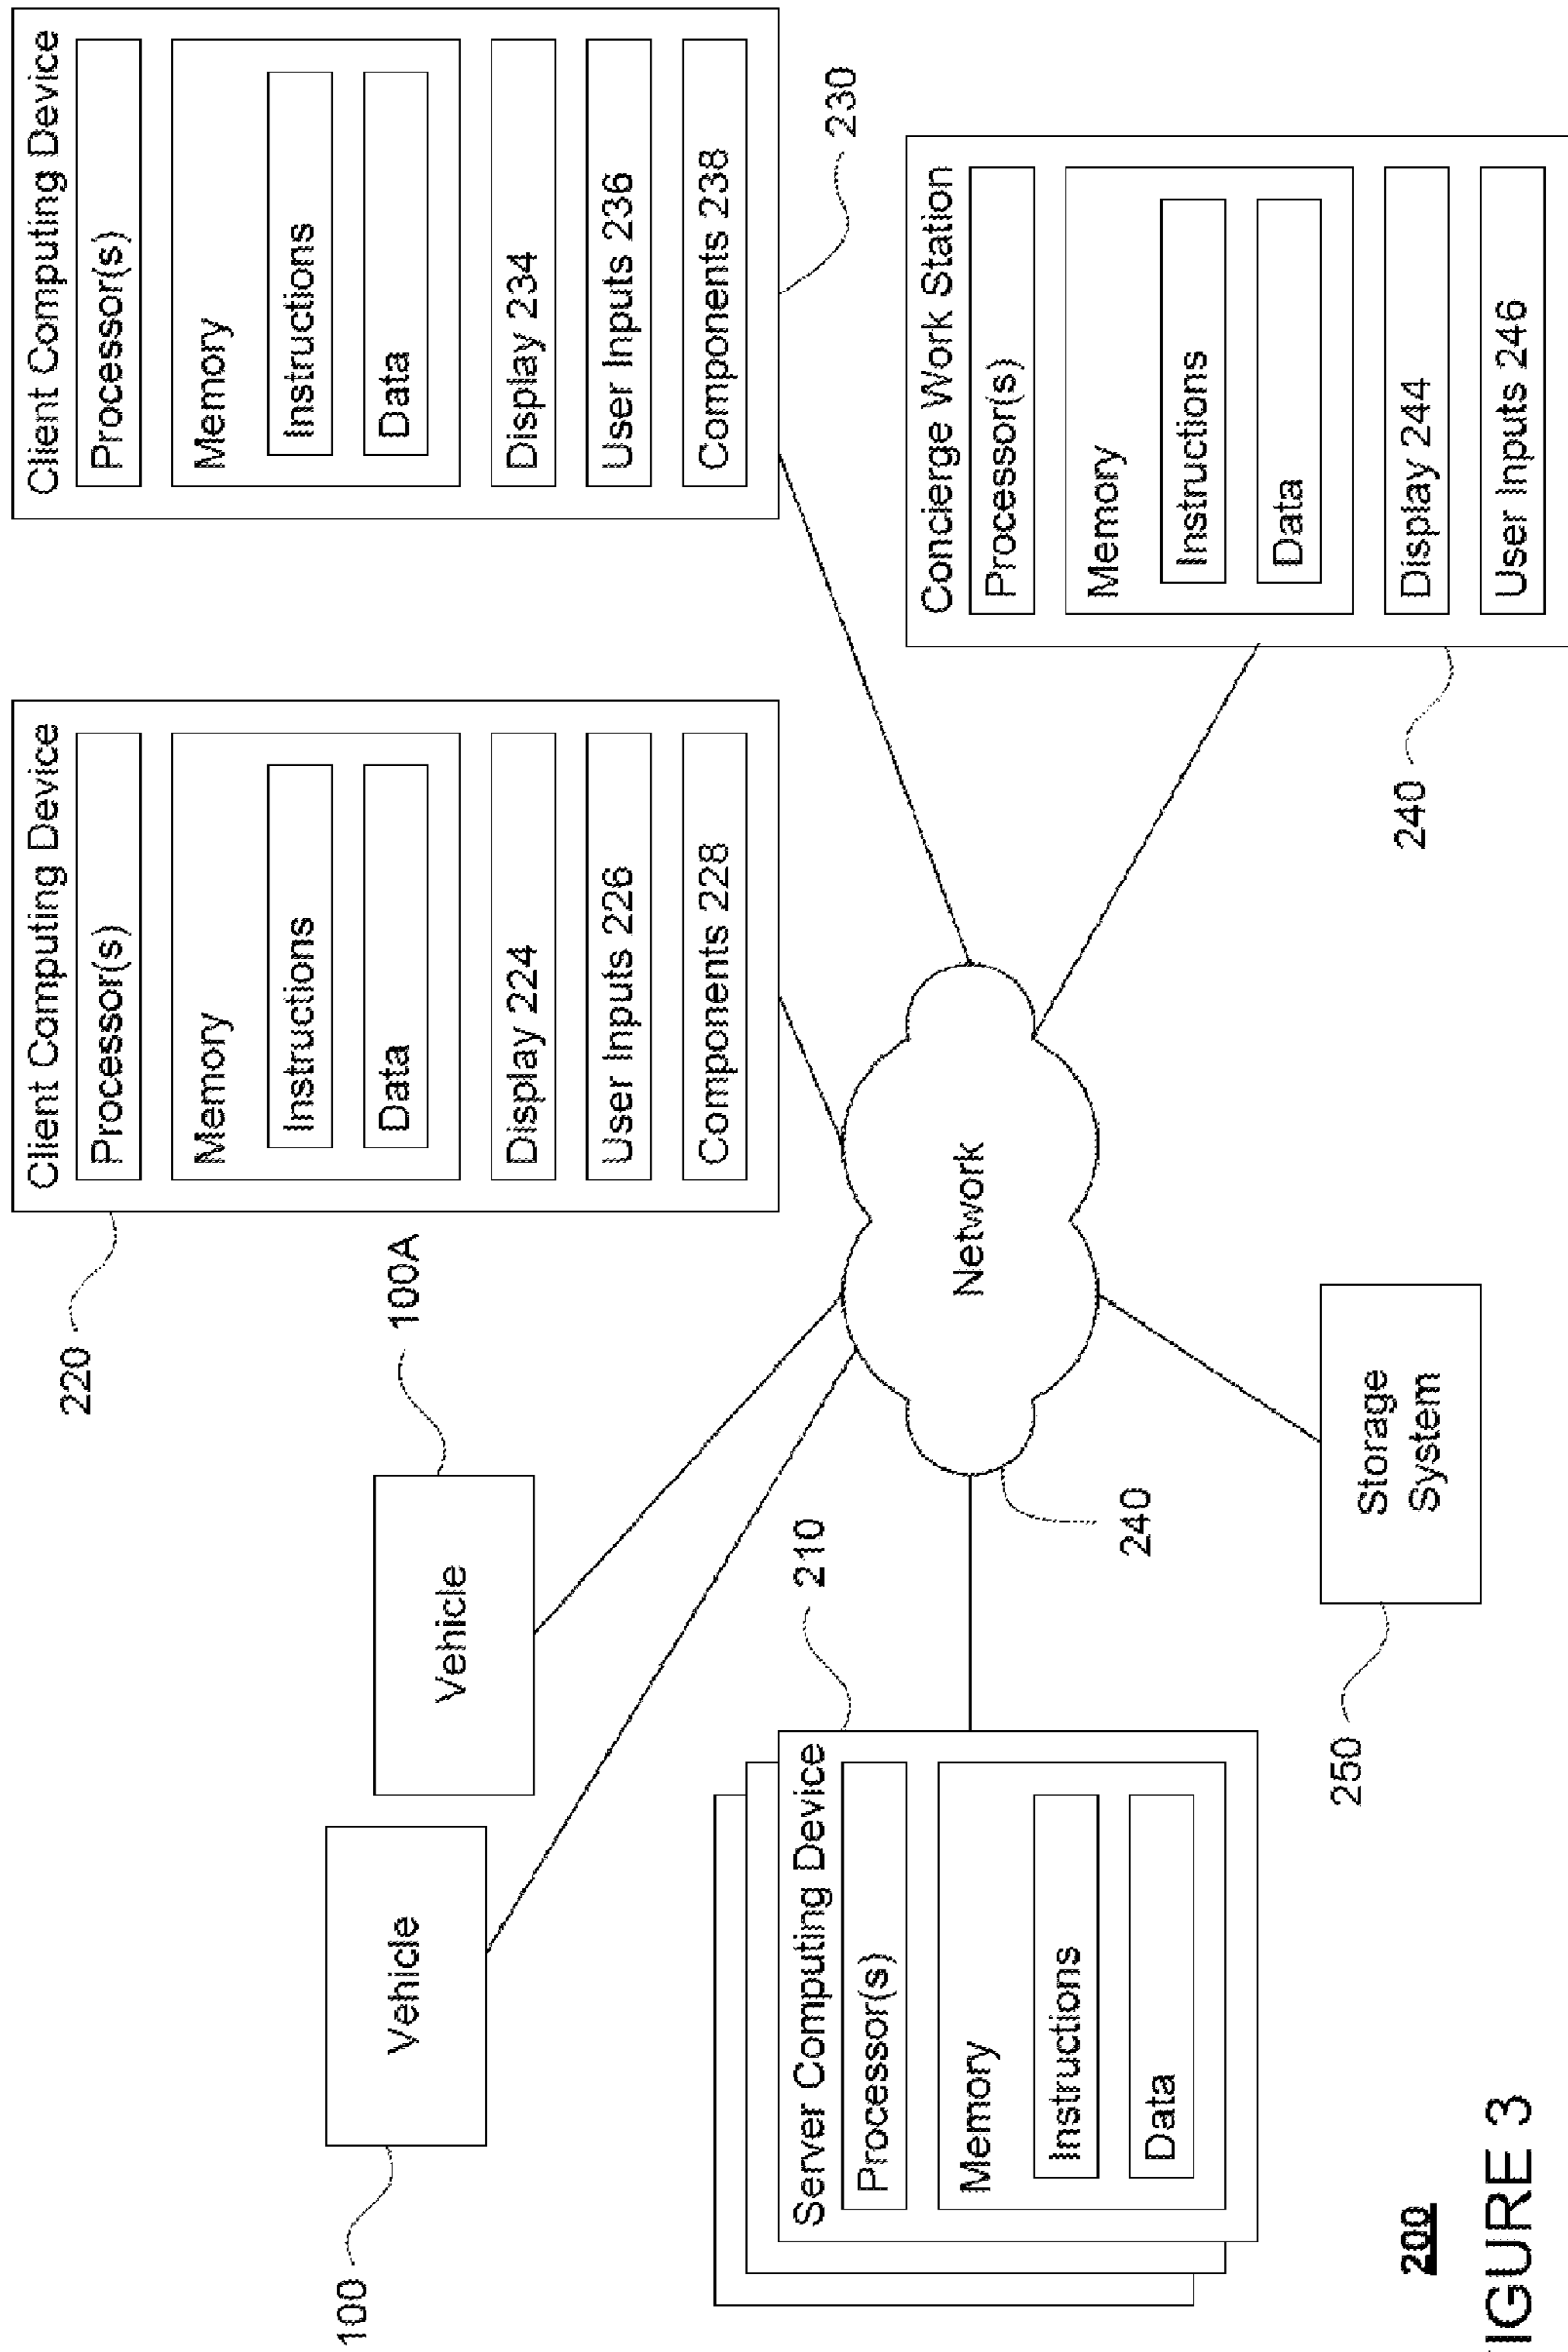 100
Vehicle
Vehicle
100A
220
Client Computing Device
Processor(s)
Memory
Instructions
Data
Display 224
User Inputs 226
Components 228
Client Computing Device
Processor(s)
Memory
Instructions
Data
Display 234
User Inputs 236
Components 238
230
210
Server Computing Device
Processor(s)
Memory
Instructions
Data
Network
240
Concierge Work Station
Processor(s)
Memory
Instructions
Data
Display 244
User Inputs 246
240
250
Storage
System
200
IGURE 3